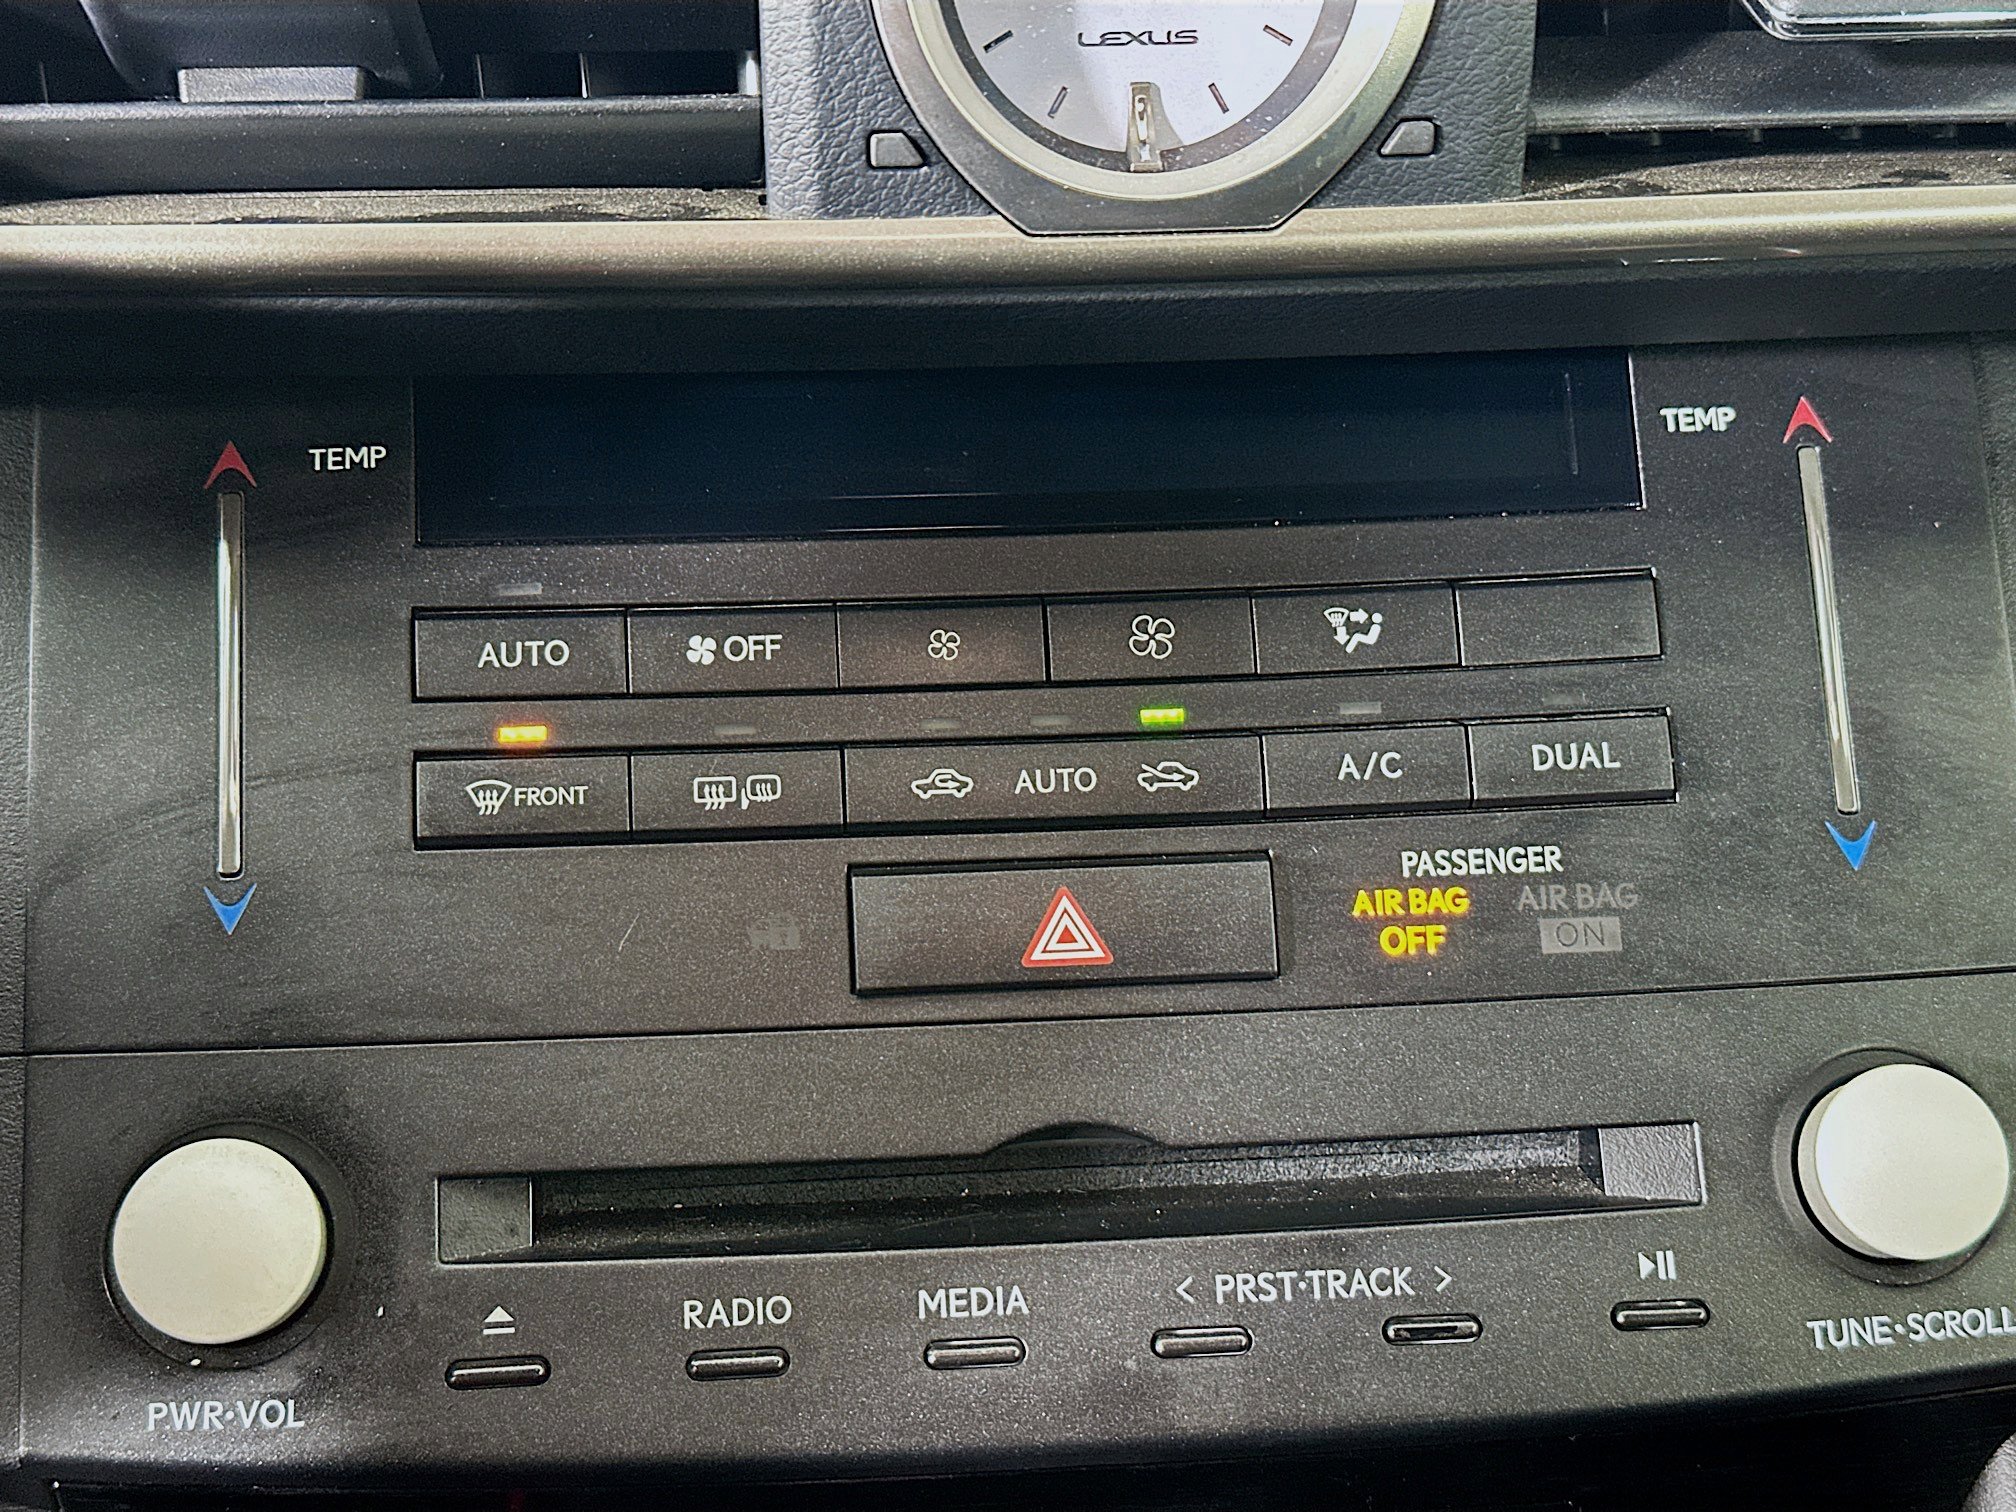 LEXUS
TEMP
TEMP
AUTO
OFF
FRONT
AUTO
A/C
DUAL
PASSENGER
AIR BAG AIR BAG
OFF ON
PWR·VOL
RADIO
MEDIA
< PRST·TRACK >
TUNE·SCROLL